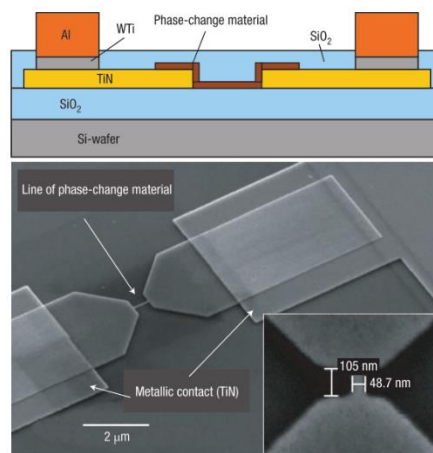 Al
WTi
Phase-change material
SiO₂
TiN
SiO₂
Si-wafer
Line of phase-change material
105 nm
48.7 nm
Metallic contact (TiN)
2 μm